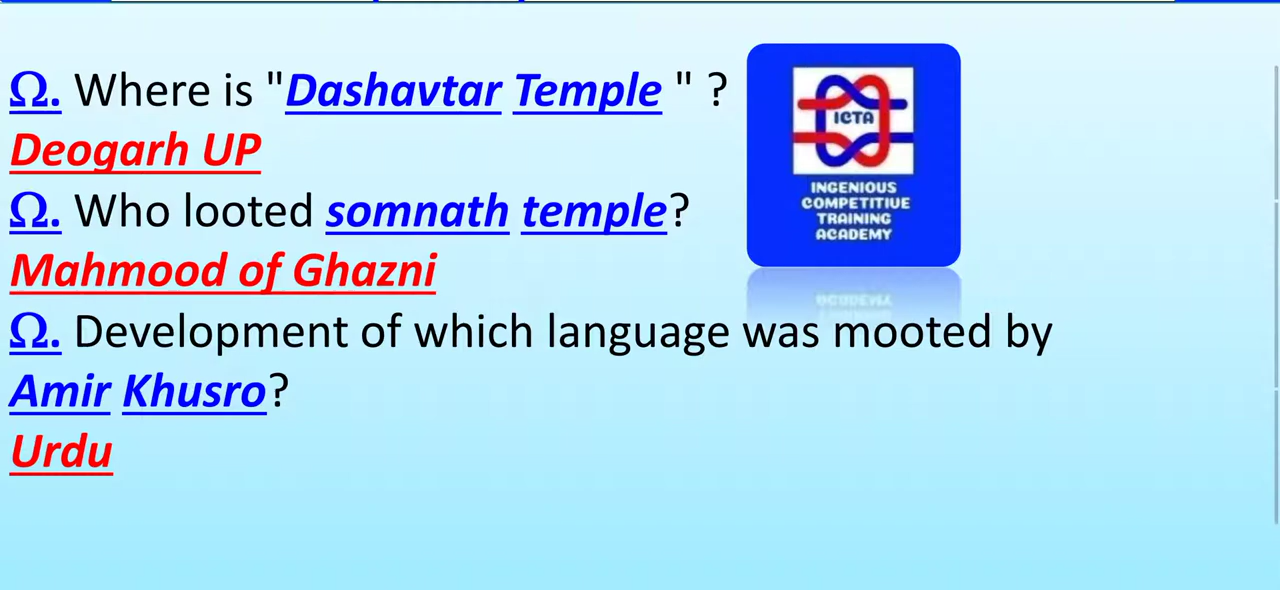 Ω. Where is "Dashavtar Temple " ?
Deogarh UP
Ω. Who looted somnath temple?
Mahmood of Ghazni
Ω. Development of which language was mooted by
Amir Khusro?
Urdu
ICTA
INGENIOUS
COMPETITIVE
TRAINING
ACADEMY